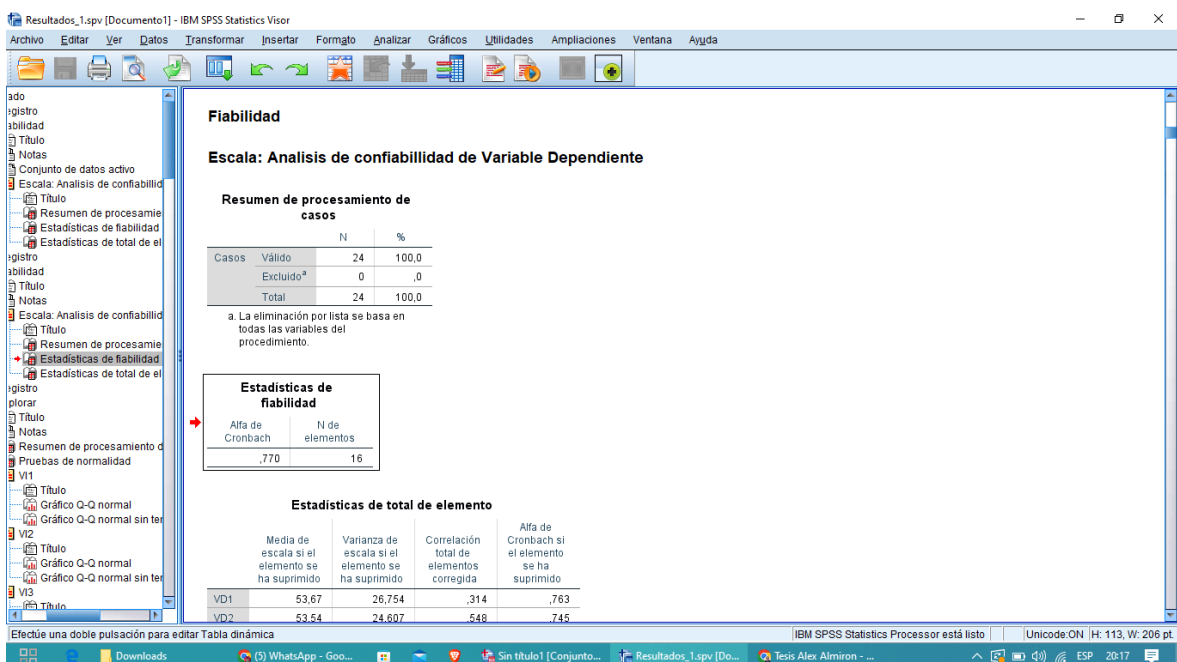 Resultados_1.spv [Documento1] - IBM SPSS Statistics Visor
Archivo Editar Ver Datos Transformar Insertar Formato Analizar Gráficos Utilidades Ampliaciones Ventana Ayuda
ado
egistro
abilidad
Título
Notas
Conjunto de datos activo
Escala: Analisis de confiabillid
Título
Resumen de procesamie
Estadísticas de fiabilidad
Estadísticas de total de el
egistro
abilidad
Título
Notas
Escala: Analisis de confiabillid
Título
Resumen de procesamie
Estadísticas de fiabilidad
Estadísticas de total de el
egistro
plorar
Título
Notas
Resumen de procesamiento d
Pruebas de normalidad
VI1
Título
Gráfico Q-Q normal
Gráfico Q-Q normal sin ter
VI2
Título
Gráfico Q-Q normal
Gráfico Q-Q normal sin ter
VI3
Título
Fiabilidad
Escala: Analisis de confiabillidad de Variable Dependiente
Resumen de procesamiento de
casos
N %
Casos Válido 24 100,0
Excluido a 0 ,0
Total 24 100,0
a. La eliminación por lista se basa en
todas las variables del
procedimiento.
Estadísticas de
fiabilidad
Alfa de
Cronbach
N de
elementos
,770 16
Estadísticas de total de elemento
Media de
escala si el
elemento se
ha suprimido
Varianza de
escala si el
elemento se
ha suprimido
Correlación
total de
elementos
corregida
Alfa de
Cronbach si
el elemento
se ha
suprimido
VD1 53,67 26,754 ,314 ,763
VD2 53,54 24,607 ,548 ,745
Efectúe una doble pulsación para editar Tabla dinámica
IBM SPSS Statistics Processor está listo
Unicode:ON H: 113, W: 206 pt.
Downloads
(5) WhatsApp - Goo...
Sin título1 [Conjunto...
Resultados_1.spv [Do...
Tesis Alex Almiron - ...
ESP 20:17